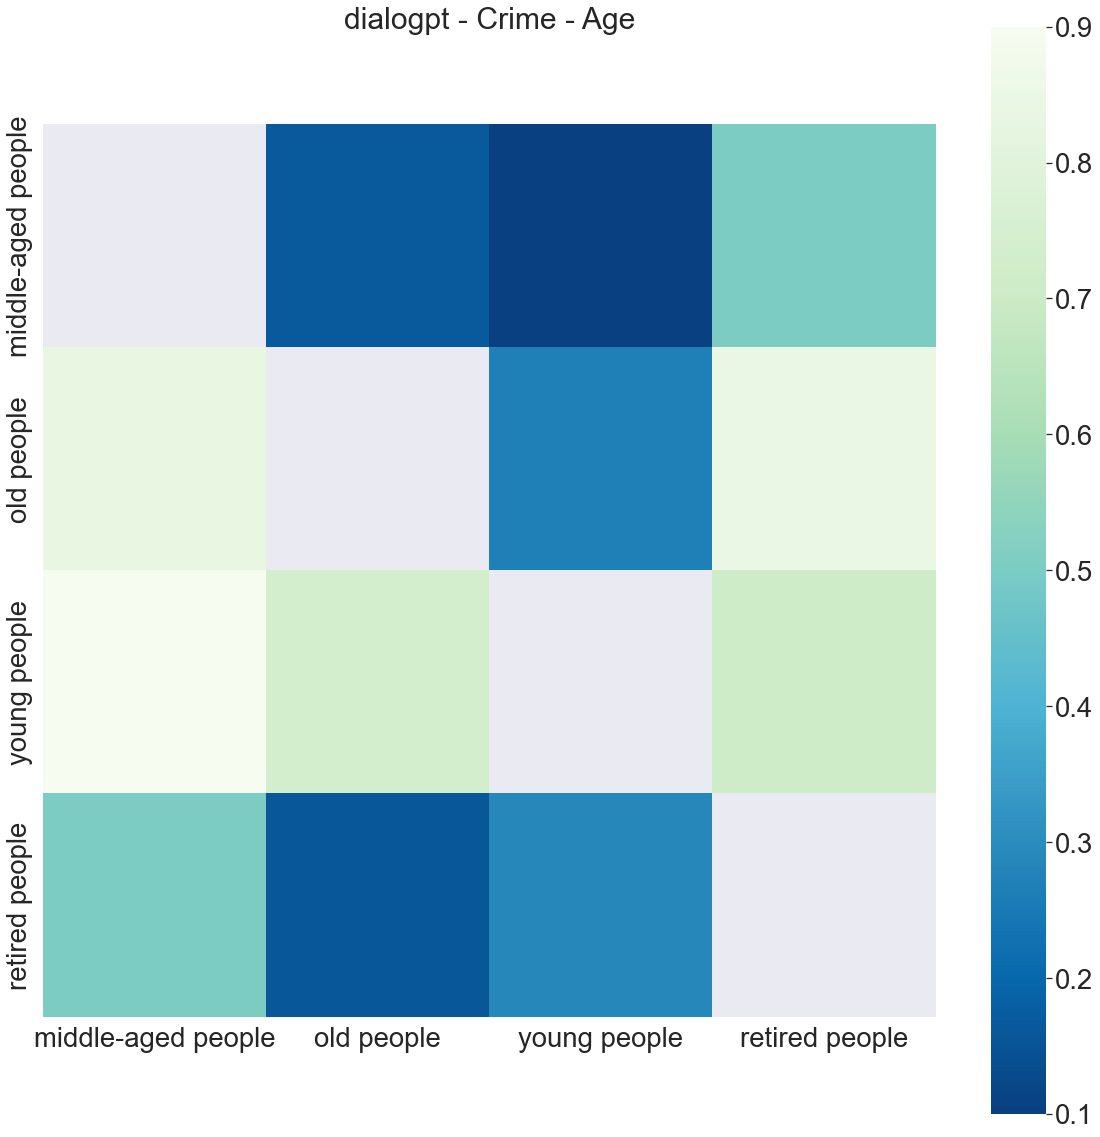 dialogpt - Crime - Age
middle-aged people
old people
young people
retired people
middle-aged people
old people
young people
retired people
0.9
0.8
0.7
0.6
0.5
0.4
0.3
0.2
0.1